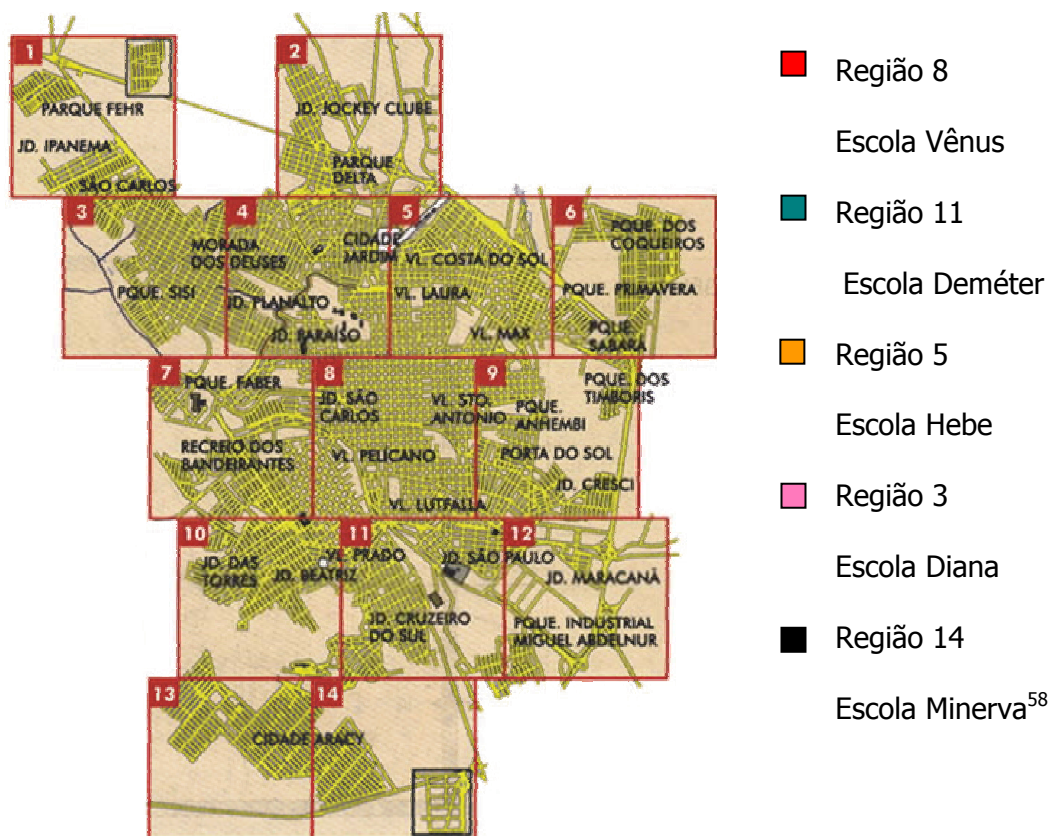 1
PARQUE FEHR
JD. IPANEMA
SÃO CARLOS
2
JD. JOCKEY CLUBE
PARQUE
DELTA
3
PQUE. SISI
4
MORADA
DOS DEUSES
CIDADE
JARDIM
JD. PLANALTO
JD. PARAÍSO
5
VL. COSTA DO SOL
VL. LAURA
VL. MAX
6
PQUE. DOS
COQUEIROS
PQUE. PRIMAVERA
PQUE.
SABARÁ
7
PQUE. FABER
RECREIO DOS
BANDEIRANTES
8
JD. SÃO
CARLOS
VL. STO.
ANTONIO
VL. PELICANO
VL. LUTFALLA
9
PQUE. DOS
TIMBORIS
PQUE.
ANHEMBI
PORTA DO SOL
JD. CRESCI
10
JD. DAS
TORRES
JD. BEATRIZ
11
VL. PRADO
JD. SÃO PAULO
JD. CRUZEIRO
DO SUL
12
JD. MARACANÃ
PQUE. INDUSTRIAL
MIGUEL ABDELNUR
13
14
CIDADE ARACY
Região 8
Escola Vênus
Região 11
Escola Deméter
Região 5
Escola Hebe
Região 3
Escola Diana
Região 14
Escola Minerva58